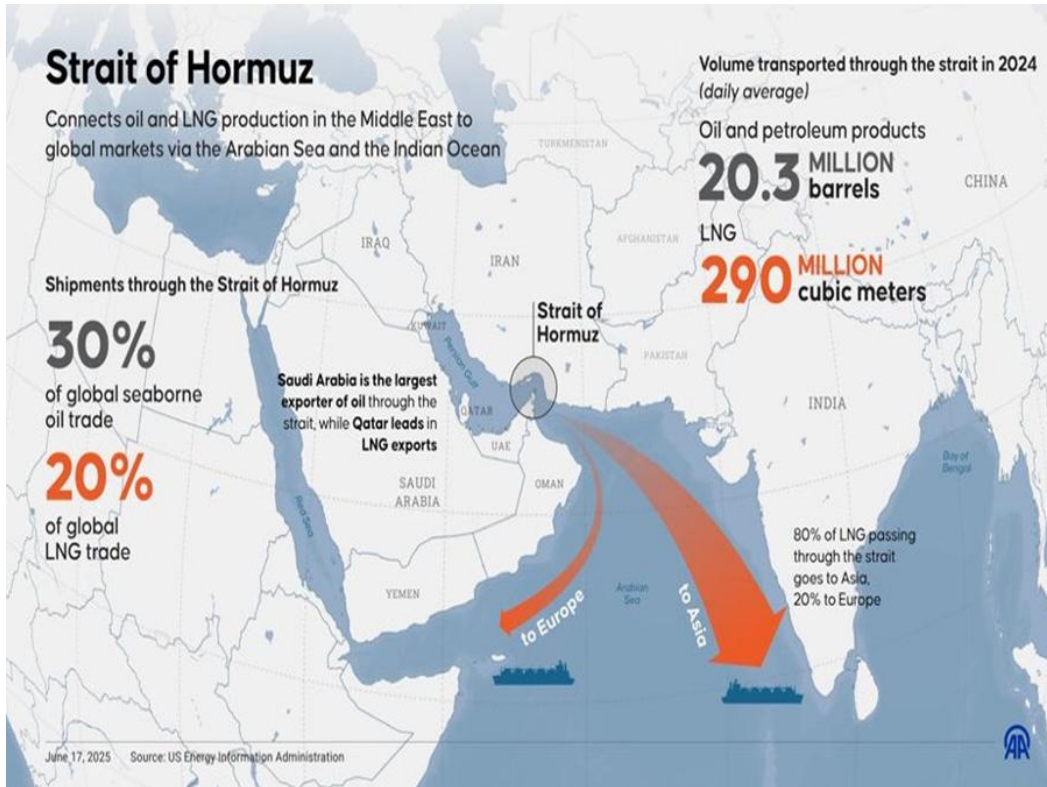 Strait of Hormuz
Connects oil and LNG production in the Middle East to
global markets via the Arabian Sea and the Indian Ocean
Volume transported through the strait in 2024
(daily average)
Oil and petroleum products
20.3 MILLION
barrels
LNG
290 MILLION
cubic meters
Shipments through the Strait of Hormuz
30%
of global seaborne
oil trade
20%
of global
LNG trade
Saudi Arabia is the largest
exporter of oil through the
strait, while Qatar leads in
LNG exports
Strait of
Hormuz
TURKMENISTAN
CHINA
IRAQ
IRAN
AFGHANISTAN
KUWAIT
Persian Gulf
PAKISTAN
QATAR
UAE
INDIA
SAUDI
ARABIA
OMAN
Bay of
Bengal
Red Sea
YEMEN
Arabian
Sea
to Europe
to Asia
80% of LNG passing
through the strait
goes to Asia,
20% to Europe
June 17, 2025 Source: US Energy Information Administration
AA